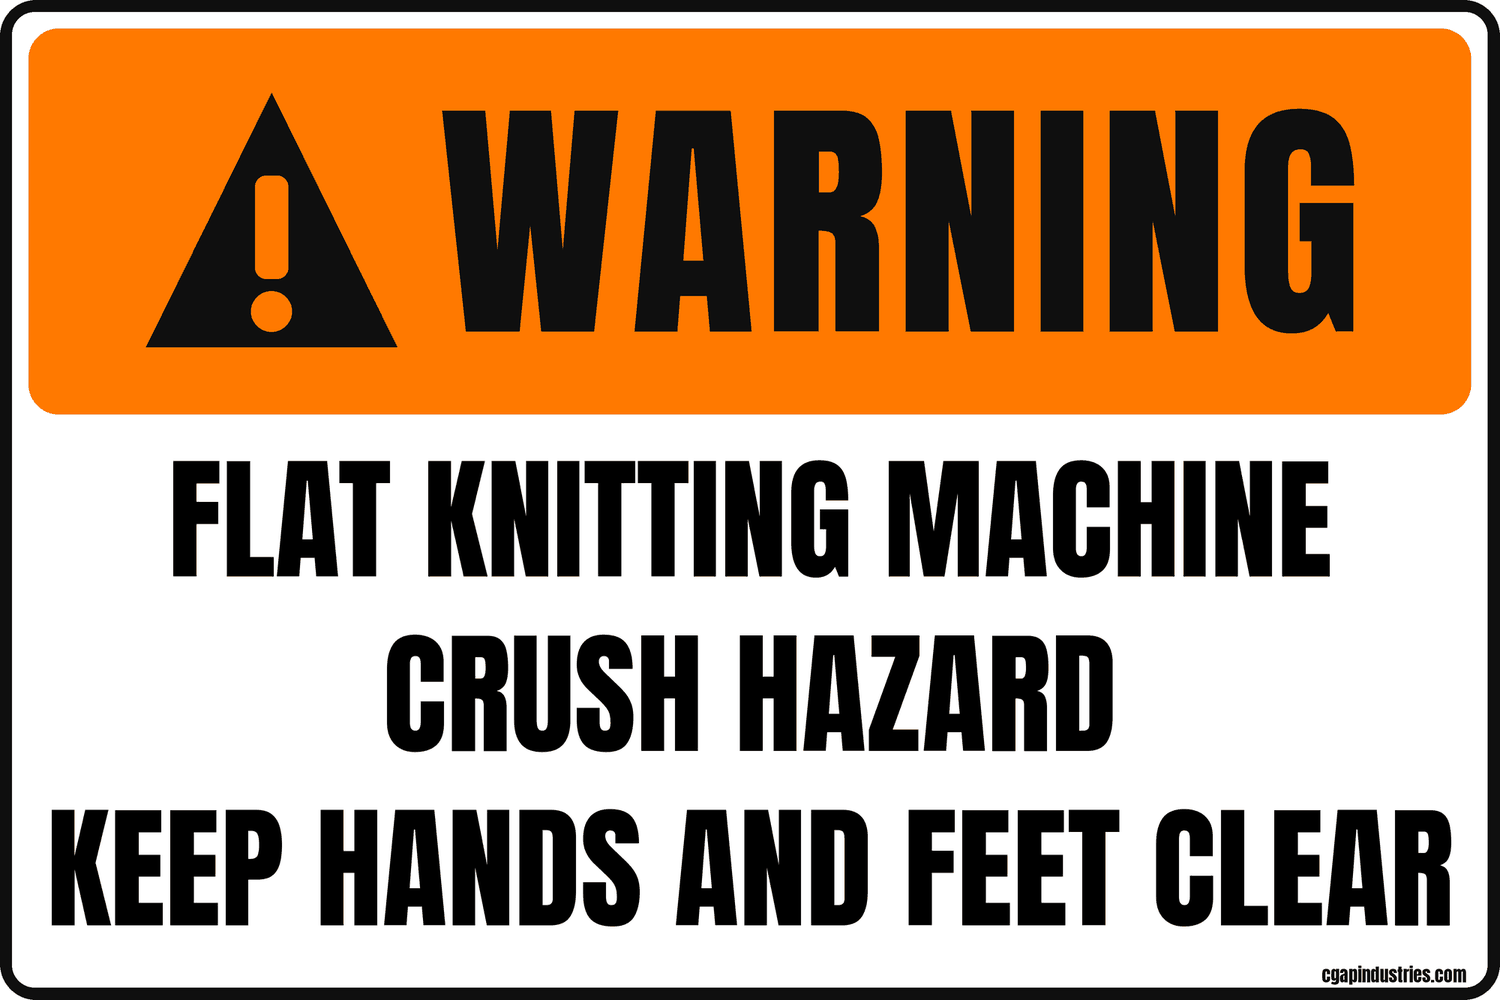 WARNING
FLAT KNITTING MACHINE
CRUSH HAZARD
KEEP HANDS AND FEET CLEAR
cgapindustries.com